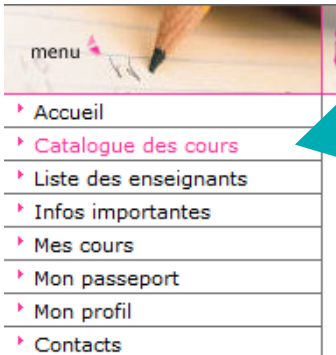 menu
Accueil
Catalogue des cours
Liste des enseignants
Infos importantes
Mes cours
Mon passeport
Mon profil
Contacts